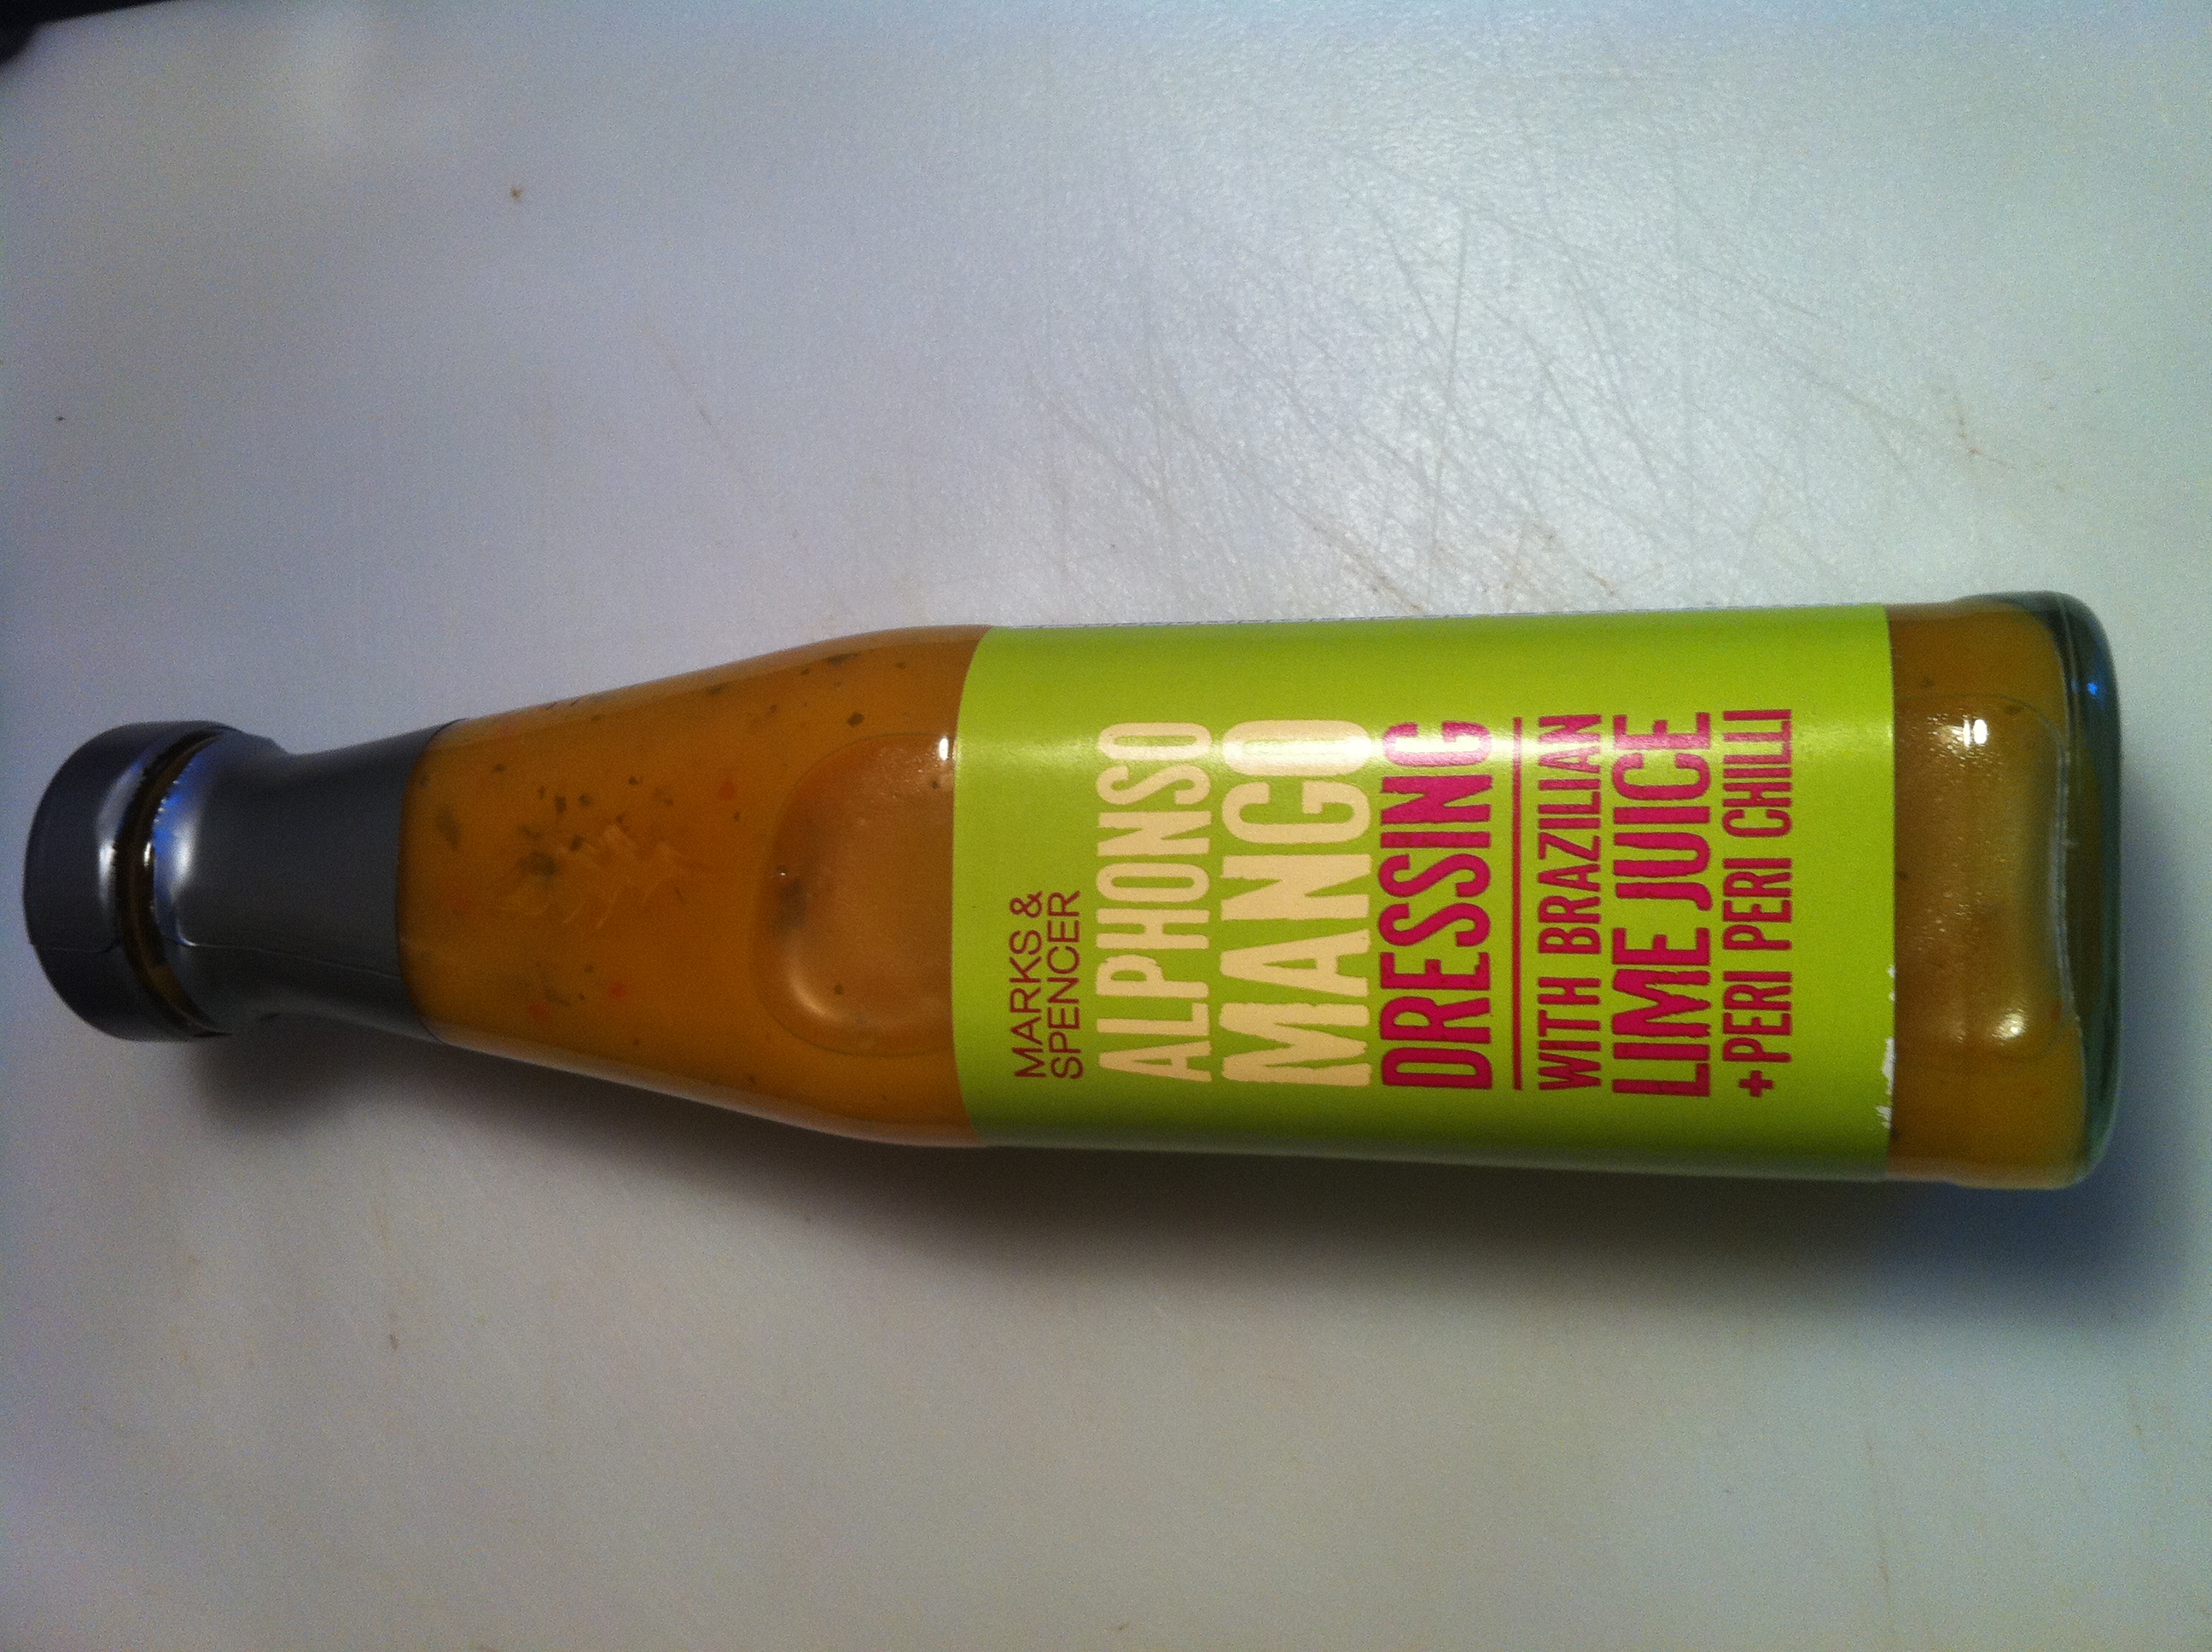 MARKS &
SPENCER
ALPHONSO
MANGO
DRESSING
WITH BRAZILIAN
LIME JUICE
+PERI PERI CHILLI